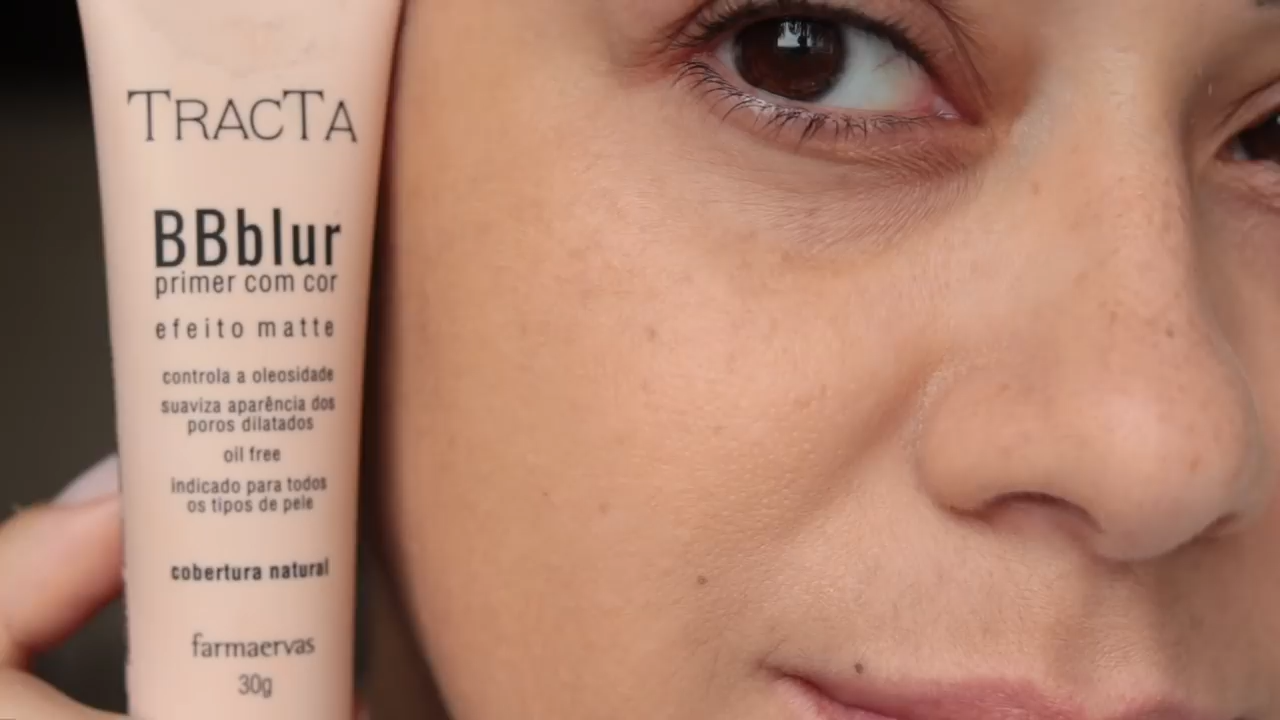 TRACTA
BBblur
primer com cor
efeito matte
controla a oleosidade
suaviza aparência dos
poros dilatados
oil free
indicado para todos
os tipos de pele
cobertura natural
farmaervas
30g